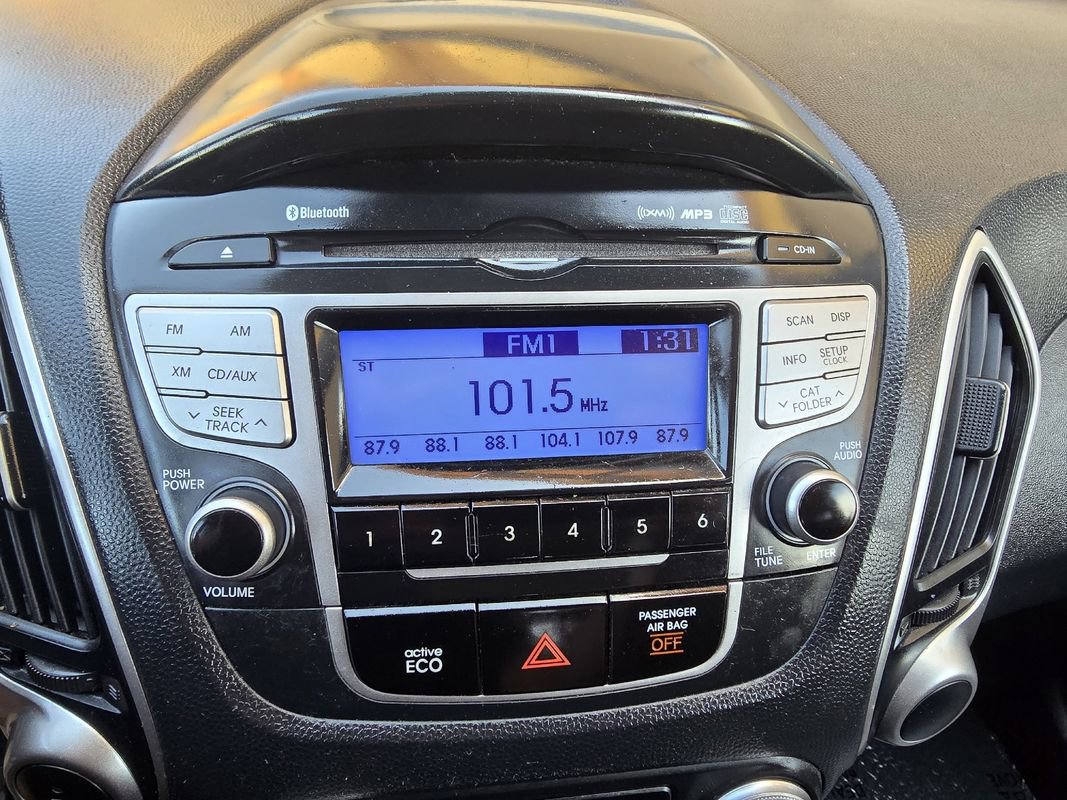 Bluetooth
((XM)) MP3 disc
DIGITAL AUDIO
CD-IN
FM AM
XM CD/AUX
SEEK
TRACK
SCAN DISP
INFO SETUP
CLOCK
CAT
FOLDER
FM1 1:31
ST
101.5 MHz
87.9 88.1 88.1 104.1 107.9 87.9
PUSH
POWER
VOLUME
PUSH
AUDIO
FILE
TUNE
ENTER
1 2 3 4 5 6
active
ECO
PASSENGER
AIR BAG
OFF